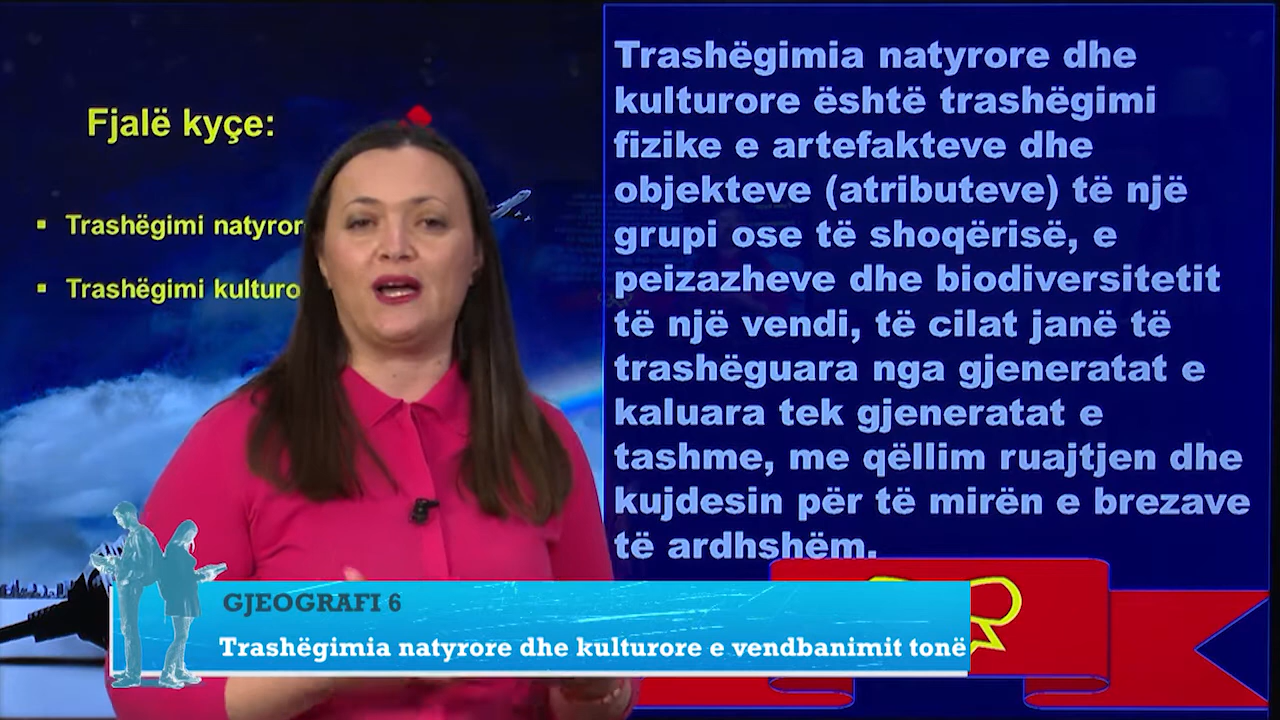 Fjalë kyçe:
▪ Trashëgimi natyror
▪ Trashëgimi kulturo
Trashëgimia natyrore dhe
kulturore është trashëgimi
fizike e artefakteve dhe
objekteve (atributeve) të një
grupi ose të shoqërisë, e
peizazheve dhe biodiversitetit
të një vendi, të cilat janë të
trashëguara nga gjeneratat e
kaluara tek gjeneratat e
tashme, me qëllim ruajtjen dhe
kujdesin për të mirën e brezave
të ardhshëm.
GJEOGRAFI 6
Trashëgimia natyrore dhe kulturore e vendbanimit tonë